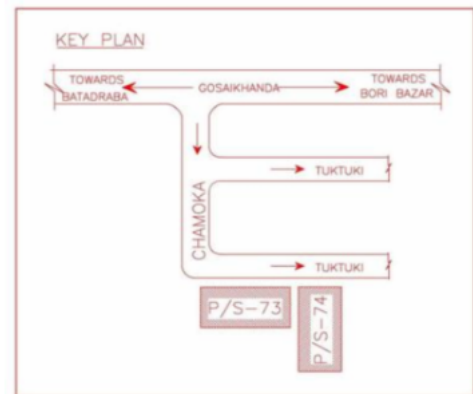 KEY PLAN
TOWARDS
BATADRABA
GOSAIKHANDA
TOWARDS
BORI BAZAR
TUKTUKI
CHAMOKA
TUKTUKI
P/S-73
P/S-74